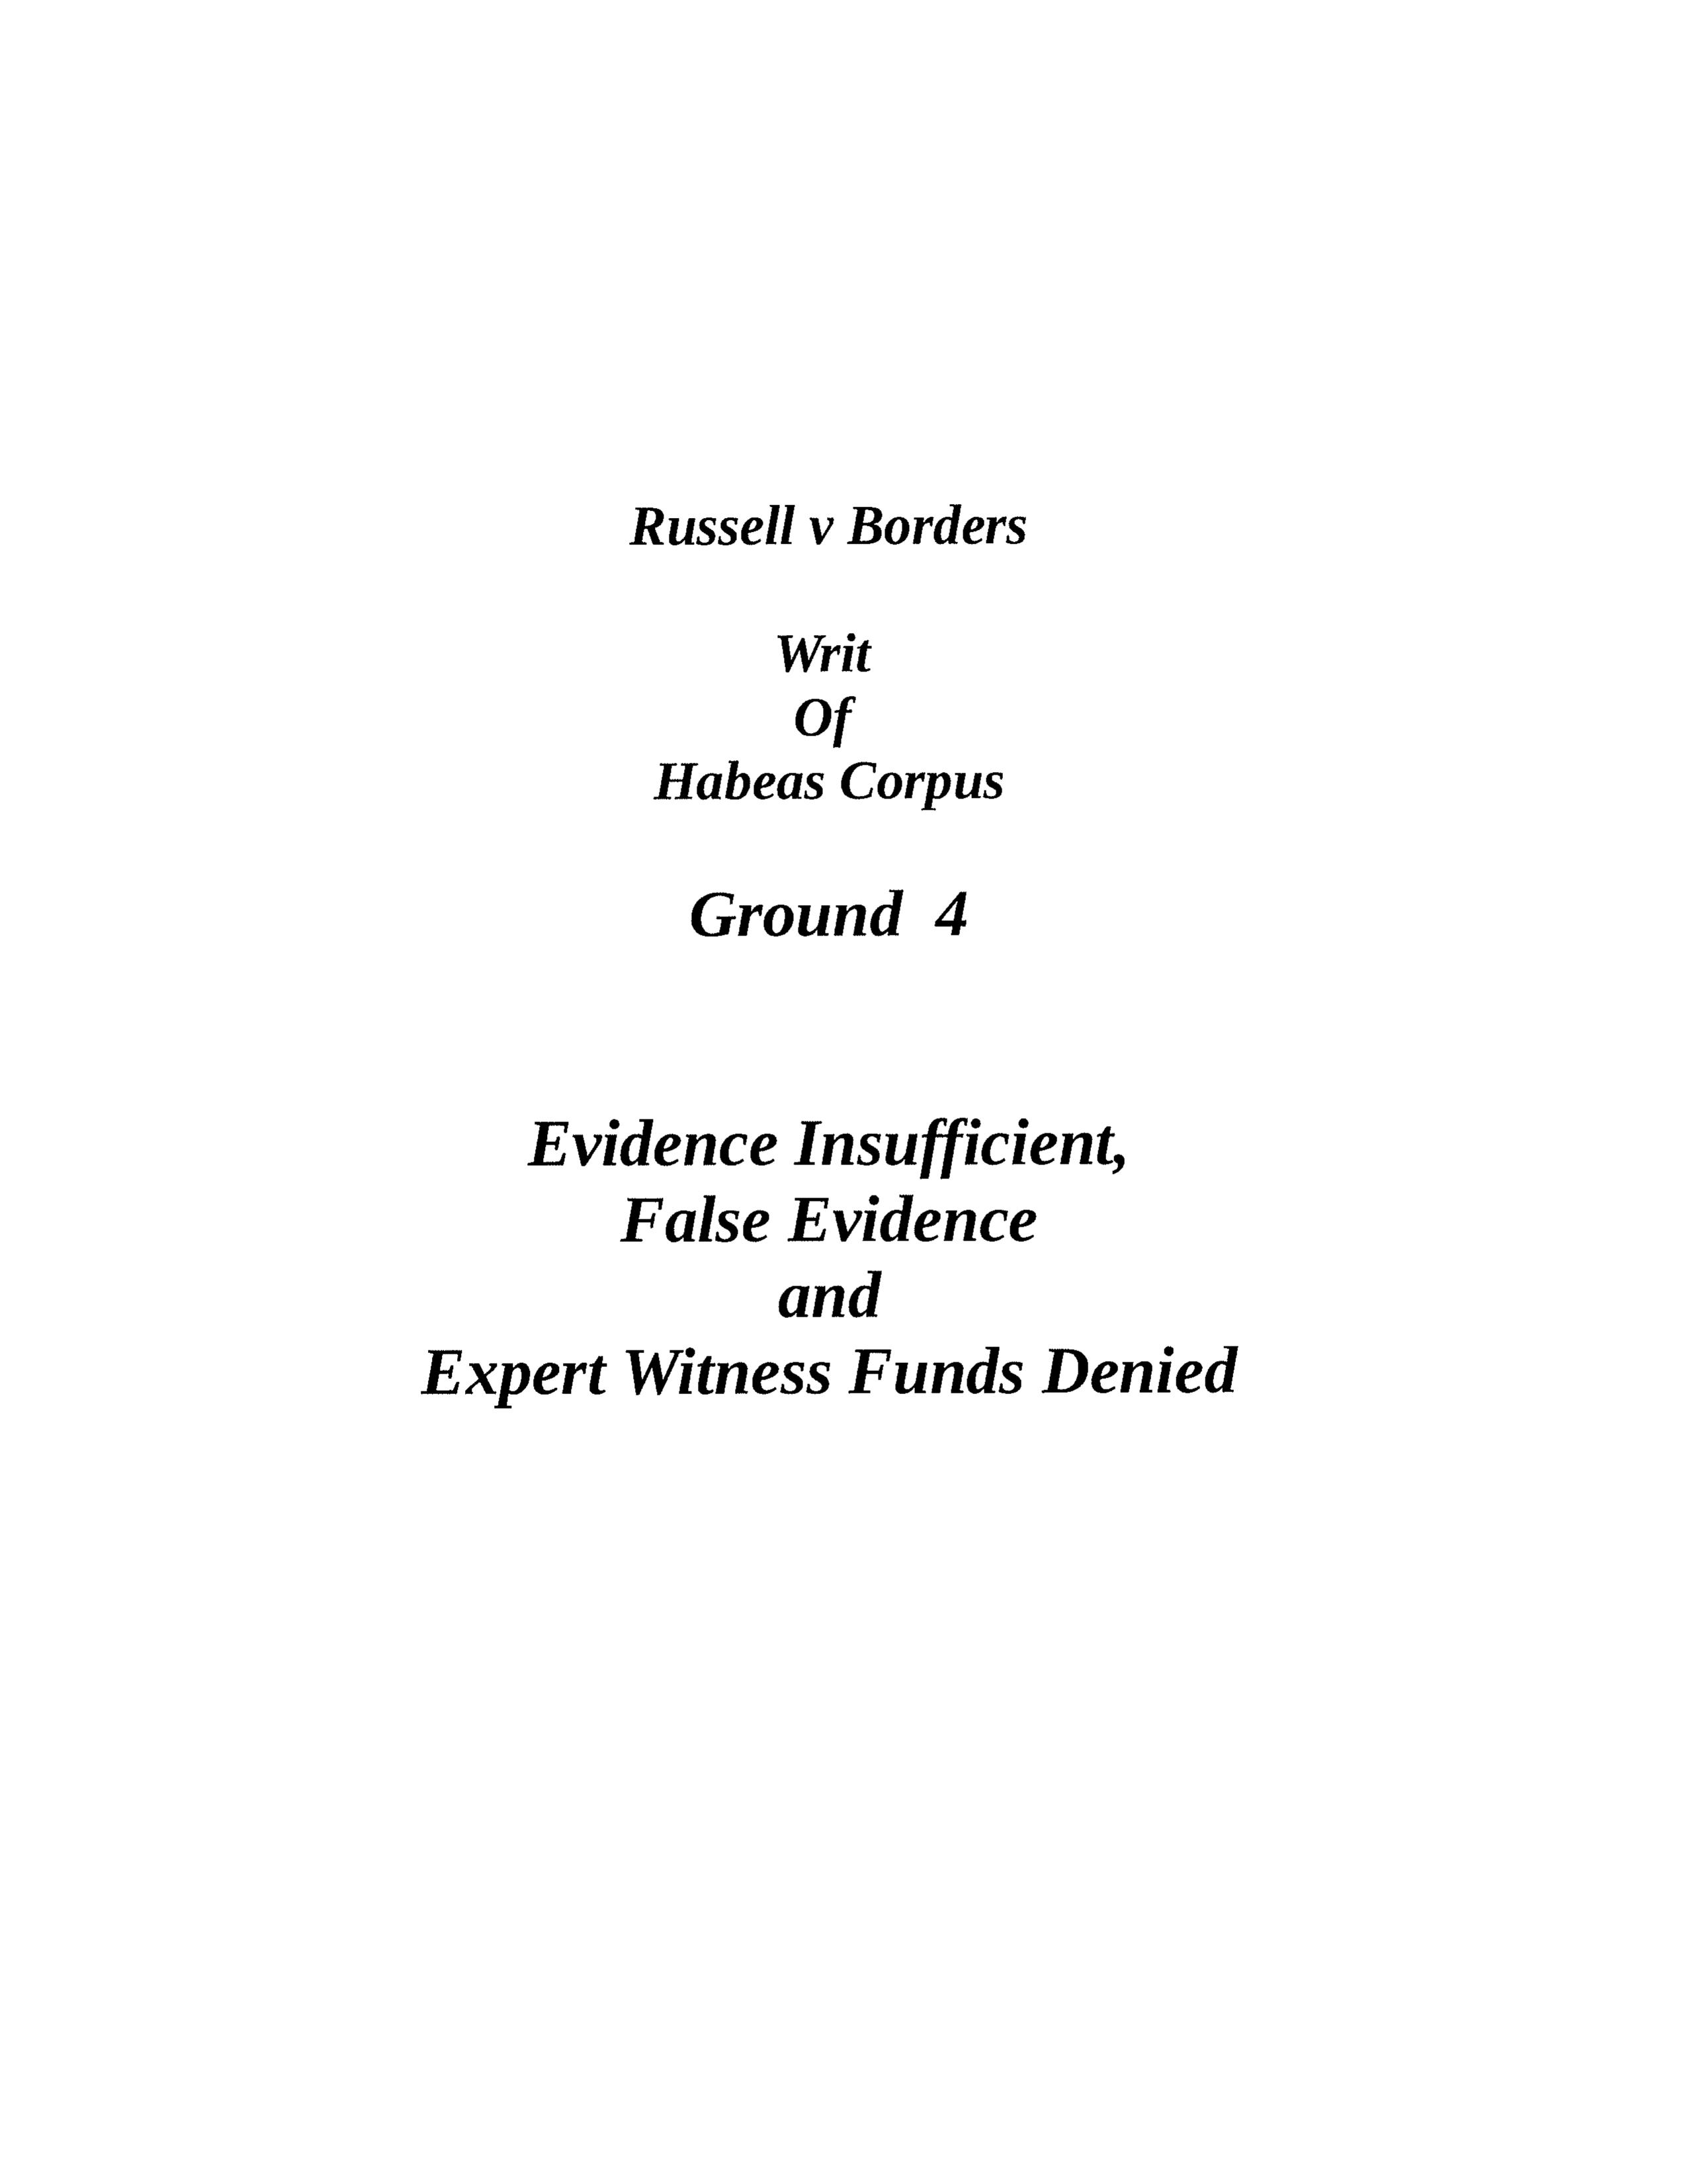 Russell v Borders
Writ
Of
Habeas Corpus
Ground 4
Evidence Insufficient,
False Evidence
and
Expert Witness Funds Denied